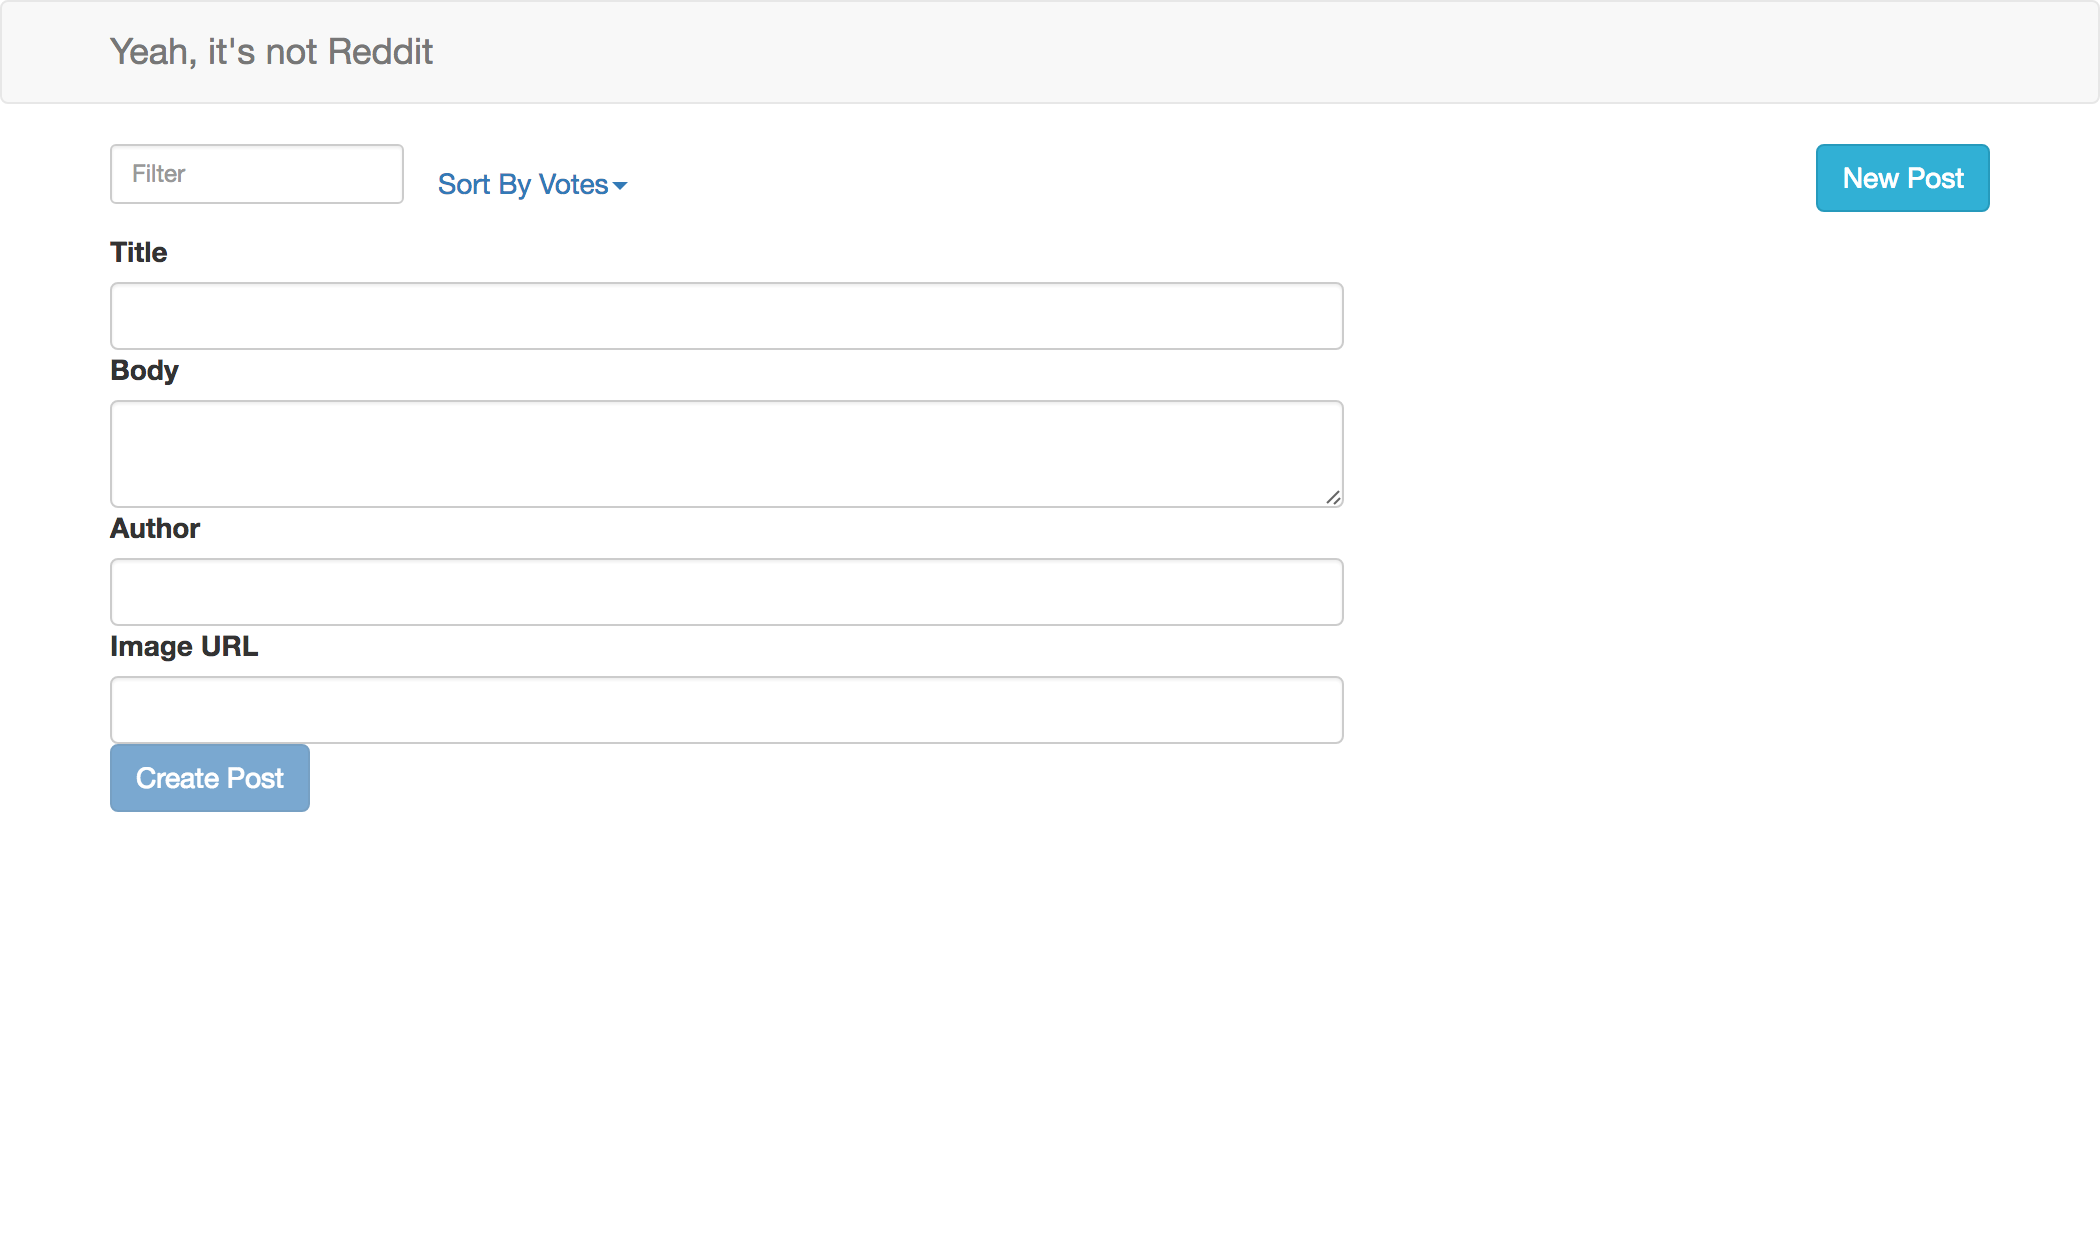 Yeah, it's not Reddit
Filter
Sort By Votes
New Post
Title
Body
Author
Image URL
Create Post